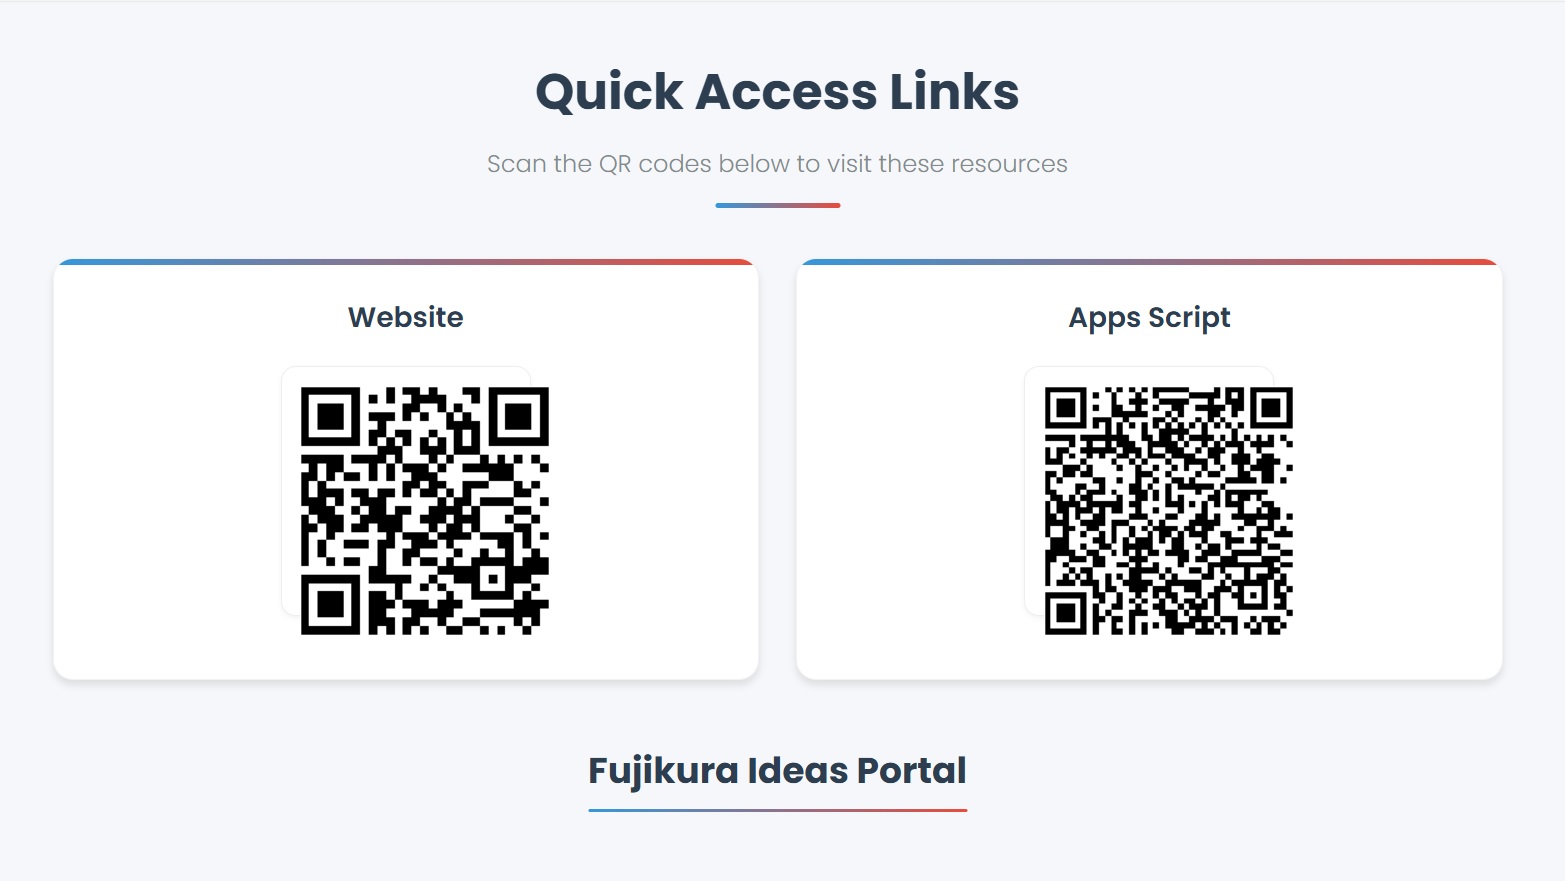 Quick Access Links
Scan the QR codes below to visit these resources
Website
Apps Script
Fujikura Ideas Portal